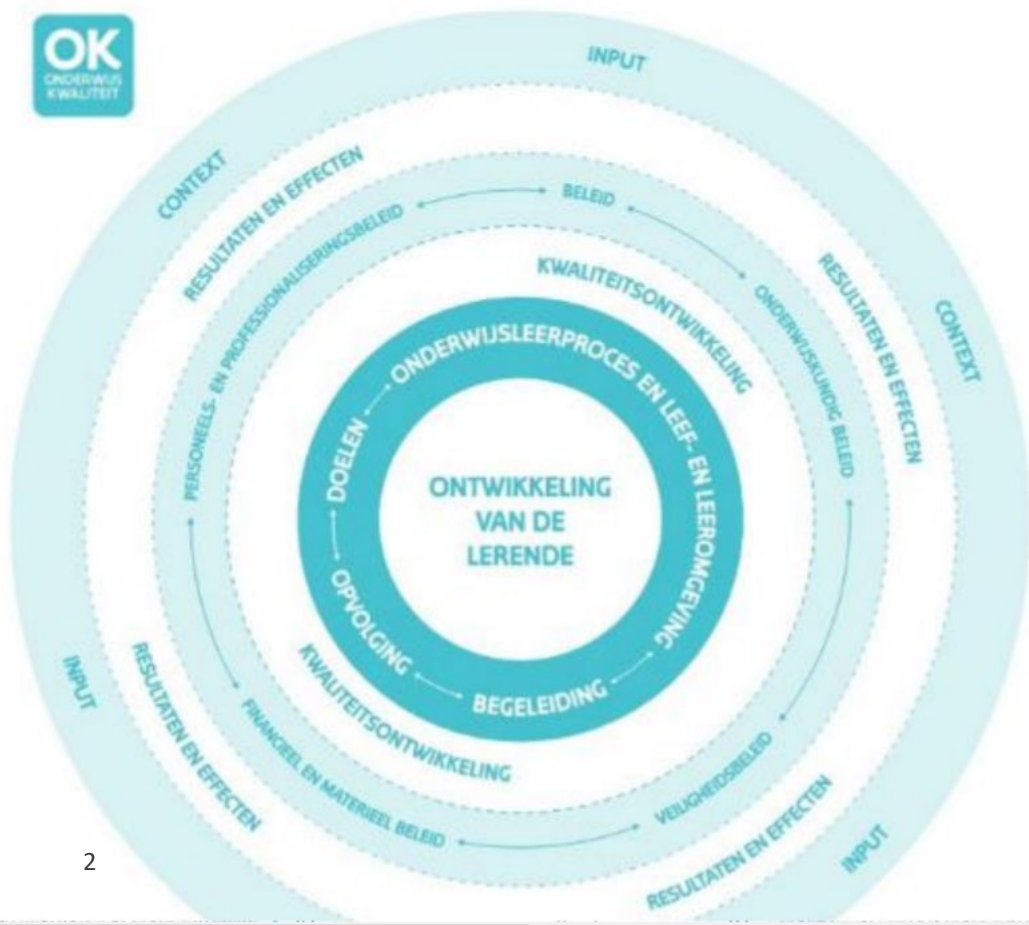 OK
ONDERWIJS
KWALITEIT
INPUT
CONTEXT
RESULTATEN EN EFFECTEN
PERSONEELS- EN PROFESSIONALISERINGSBELEID
BELEID
ONDERWIJSKUNDIG BELEID
RESULTATEN EN EFFECTEN
CONTEXT
KWALITEITSONTWIKKELING
DOELEN
ONDERWIJSLEERPROCES EN LEEF- EN LEEROMGEVING
ONTWIKKELING
VAN DE
LERENDE
OPVOLGING
BEGELEIDING
KWALITEITSONTWIKKELING
FINANCIEEL EN MATERIEEL BELEID
VEILIGHEIDSBELEID
RESULTATEN EN EFFECTEN
INPUT
RESULTATEN EN EFFECTEN
INPUT
2